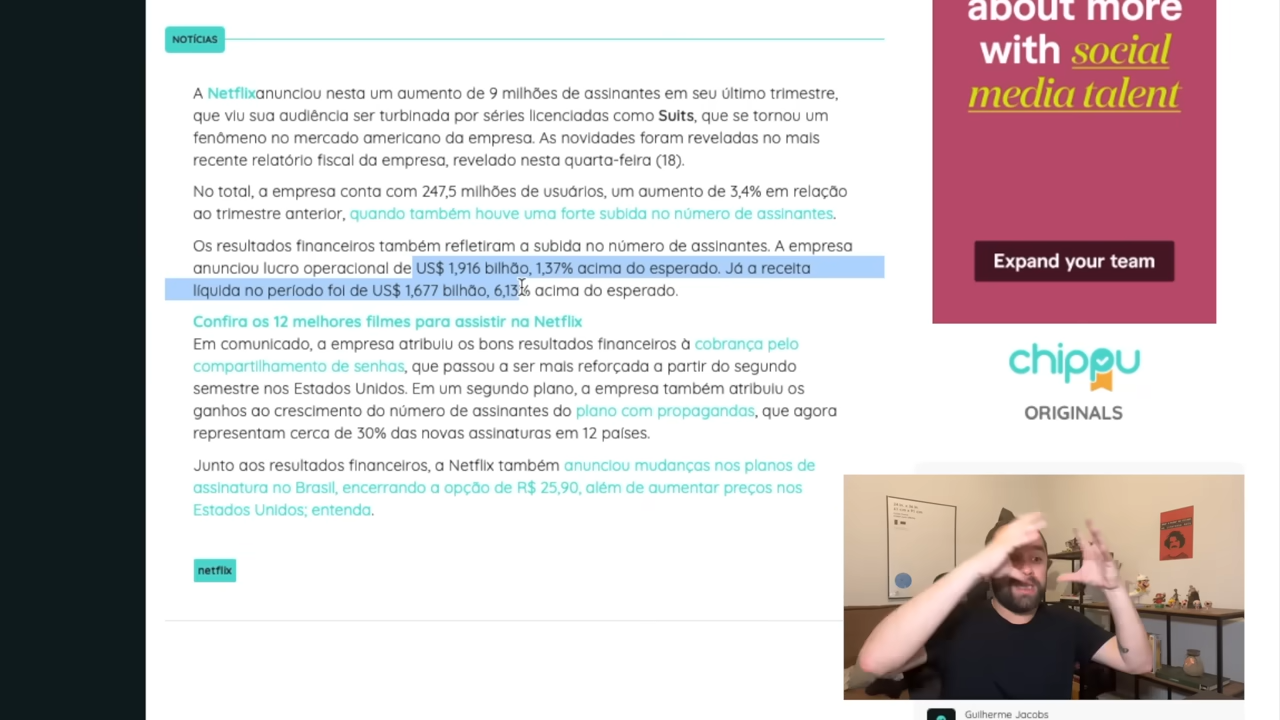 NOTÍCIAS
A Netflixanunciou nesta um aumento de 9 milhões de assinantes em seu último trimestre,
que viu sua audiência ser turbinada por séries licenciadas como Suits, que se tornou um
fenômeno no mercado americano da empresa. As novidades foram reveladas no mais
recente relatório fiscal da empresa, revelado nesta quarta-feira (18).
No total, a empresa conta com 247,5 milhões de usuários, um aumento de 3,4% em relação
ao trimestre anterior, quando também houve uma forte subida no número de assinantes.
Os resultados financeiros também refletiram a subida no número de assinantes. A empresa
anunciou lucro operacional de US$ 1,916 bilhão, 1,37% acima do esperado. Já a receita
líquida no período foi de US$ 1,677 bilhão, 6,13% acima do esperado.
Confira os 12 melhores filmes para assistir na Netflix
Em comunicado, a empresa atribuiu os bons resultados financeiros à cobrança pelo
compartilhamento de senhas, que passou a ser mais reforçada a partir do segundo
semestre nos Estados Unidos. Em um segundo plano, a empresa também atribuiu os
ganhos ao crescimento do número de assinantes do plano com propagandas, que agora
representam cerca de 30% das novas assinaturas em 12 países.
Junto aos resultados financeiros, a Netflix também anunciou mudanças nos planos de
assinatura no Brasil, encerrando a opção de R$ 25,90, além de aumentar preços nos
Estados Unidos; entenda.
netflix
about more
with social
media talent
Expand your team
chippu
ORIGINALS
Guilherme Jacobs